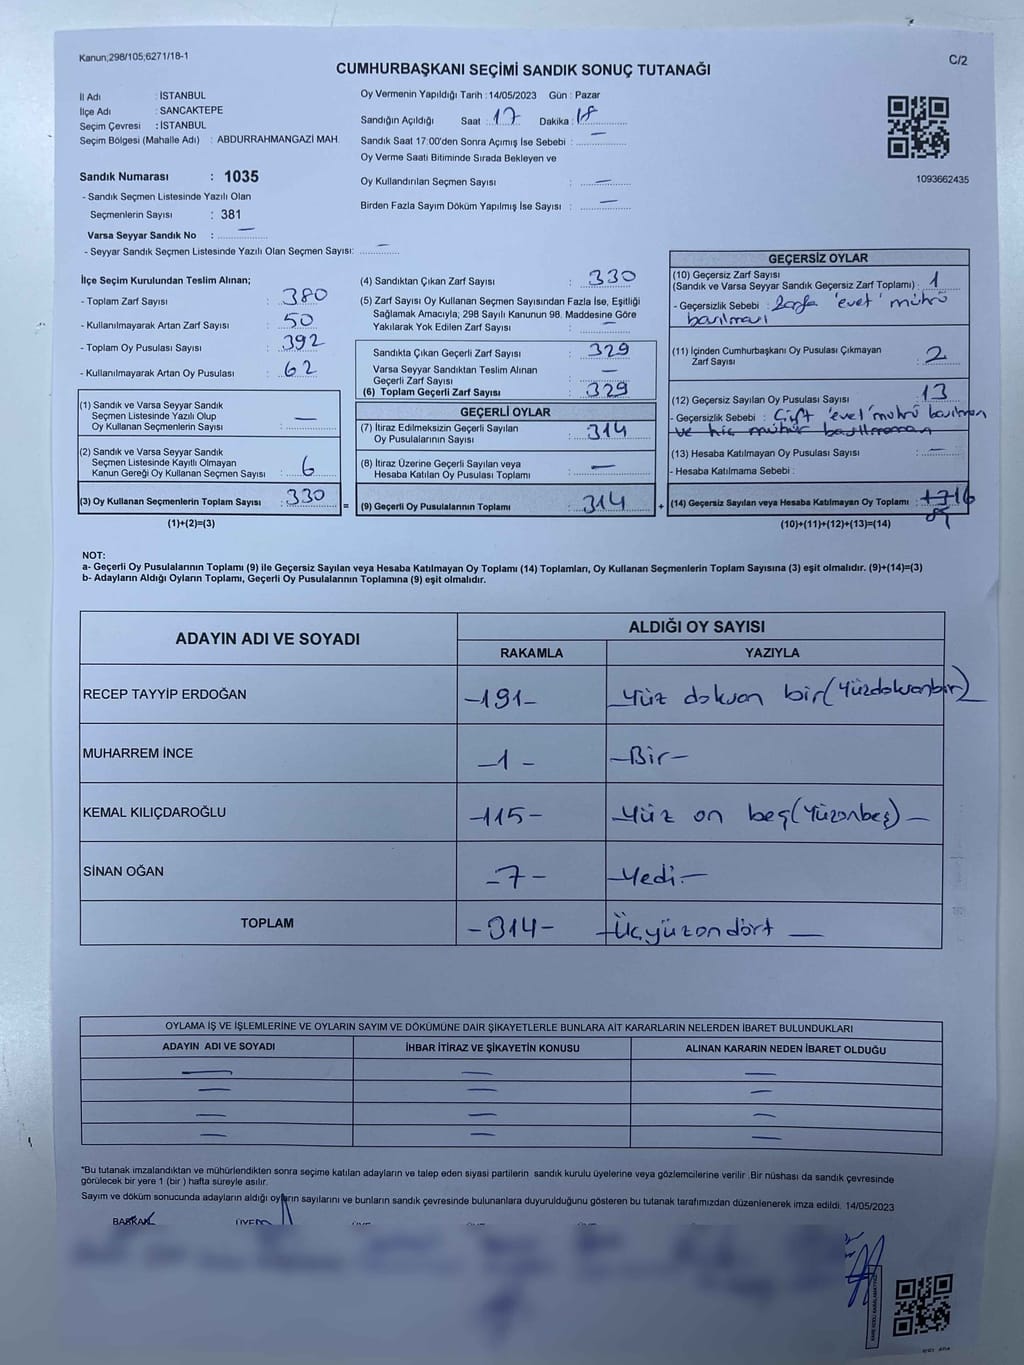 Kanun;298/105;6271/18-1
C/2
CUMHURBAŞKANI SEÇİMİ SANDIK SONUÇ TUTANAĞI
İl Adı : İSTANBUL
İlçe Adı : SANCAKTEPE
Seçim Çevresi : İSTANBUL
Seçim Bölgesi (Mahalle Adı) : ABDURRAHMANGAZİ MAH.
Sandık Numarası : 1035
- Sandık Seçmen Listesinde Yazılı Olan
Seçmenlerin Sayısı : 381
Varsa Seyyar Sandık No : —
- Seyyar Sandık Seçmen Listesinde Yazılı Olan Seçmen Sayısı: —
Oy Vermenin Yapıldığı Tarih : 14/05/2023 Gün : Pazar
Sandığın Açıldığı Saat : 17 Dakika : 18
Sandık Saat 17:00'den Sonra Açımış İse Sebebi : —
Oy Verme Saati Bitiminde Sırada Bekleyen ve
Oy Kullandırılan Seçmen Sayısı : —
Birden Fazla Sayım Döküm Yapılmış İse Sayısı : —
1093662435
İlçe Seçim Kurulundan Teslim Alınan;
- Toplam Zarf Sayısı : 380
- Kullanılmayarak Artan Zarf Sayısı : 50
- Toplam Oy Pusulası Sayısı : 392
- Kullanılmayarak Artan Oy Pusulası : 62
(1) Sandık ve Varsa Seyyar Sandık
Seçmen Listesinde Yazılı Olup
Oy Kullanan Seçmenlerin Sayısı : —
(2) Sandık ve Varsa Seyyar Sandık
Seçmen Listesinde Kayıtlı Olmayan
Kanun Gereği Oy Kullanan Seçmen Sayısı : 6
(3) Oy Kullanan Seçmenlerin Toplam Sayısı : 330
(1)+(2)=(3)
(4) Sandıktan Çıkan Zarf Sayısı : 330
(5) Zarf Sayısı Oy Kullanan Seçmen Sayısından Fazla İse, Eşitliği
Sağlamak Amacıyla; 298 Sayılı Kanunun 98. Maddesine Göre
Yakılarak Yok Edilen Zarf Sayısı : —
Sandıkta Çıkan Geçerli Zarf Sayısı : 329
Varsa Seyyar Sandıktan Teslim Alınan
Geçerli Zarf Sayısı : —
(6) Toplam Geçerli Zarf Sayısı : 329
=
GEÇERLİ OYLAR
(7) İtiraz Edilmeksizin Geçerli Sayılan
Oy Pusulalarının Sayısı : 314
(8) İtiraz Üzerine Geçerli Sayılan veya
Hesaba Katılan Oy Pusulası Toplamı : —
(9) Geçerli Oy Pusulalarının Toplamı : 314
+
GEÇERSİZ OYLAR
(10) Geçersiz Zarf Sayısı
(Sandık ve Varsa Seyyar Sandık Geçersiz Zarf Toplamı) : 1
- Geçersizlik Sebebi : Zarfa 'evet' mührü
basılması
(11) İçinden Cumhurbaşkanı Oy Pusulası Çıkmayan
Zarf Sayısı : 2
(12) Geçersiz Sayılan Oy Pusulası Sayısı : 13
- Geçersizlik Sebebi : Çift 'evet' mührü basılması
ve hiç mühür basılmaması
(13) Hesaba Katılmayan Oy Pusulası Sayısı : —
- Hesaba Katılmama Sebebi :
(14) Geçersiz Sayılan veya Hesaba Katılmayan Oy Toplamı : 17 16
(10)+(11)+(12)+(13)=(14)
NOT:
a- Geçerli Oy Pusulalarının Toplamı (9) ile Geçersiz Sayılan veya Hesaba Katılmayan Oy Toplamı (14) Toplamları, Oy Kullanan Seçmenlerin Toplam Sayısına (3) eşit olmalıdır. (9)+(14)=(3)
b- Adayların Aldığı Oyların Toplamı, Geçerli Oy Pusulalarının Toplamına (9) eşit olmalıdır.
ADAYIN ADI VE SOYADI
ALDIĞI OY SAYISI
RAKAMLA YAZIYLA
RECEP TAYYİP ERDOĞAN -191- Yüz doksan bir(Yüzdoksanbir)-
MUHARREM İNCE -1- -Bir-
KEMAL KILIÇDAROĞLU -115- -Yüz on beş(Yüzonbeş)-
SİNAN OĞAN -7- -Yedi-
TOPLAM -314- -Üçyüzondört —
OYLAMA İŞ VE İŞLEMLERİNE VE OYLARIN SAYIM VE DÖKÜMÜNE DAİR ŞİKAYETLERLE BUNLARA AİT KARARLARIN NELERDEN İBARET BULUNDUKLARI
ADAYIN ADI VE SOYADI İHBAR İTİRAZ VE ŞİKAYETİN KONUSU ALINAN KARARIN NEDEN İBARET OLDUĞU
— — —
— — —
— — —
— — —
*Bu tutanak imzalandıktan ve mühürlendikten sonra seçime katılan adayların ve talep eden siyasi partilerin sandık kurulu üyelerine veya gözlemcilerine verilir .Bir nüshası da sandık çevresinde
görülecek bir yere 1 (bir ) hafta süreyle asılır.
Sayım ve döküm sonucunda adayların aldığı oyların sayılarını ve bunların sandık çevresinde bulunanlara duyurulduğunu gösteren bu tutanak tarafımızdan düzenlenerek imza edildi. 14/05/2023
BAŞKAN